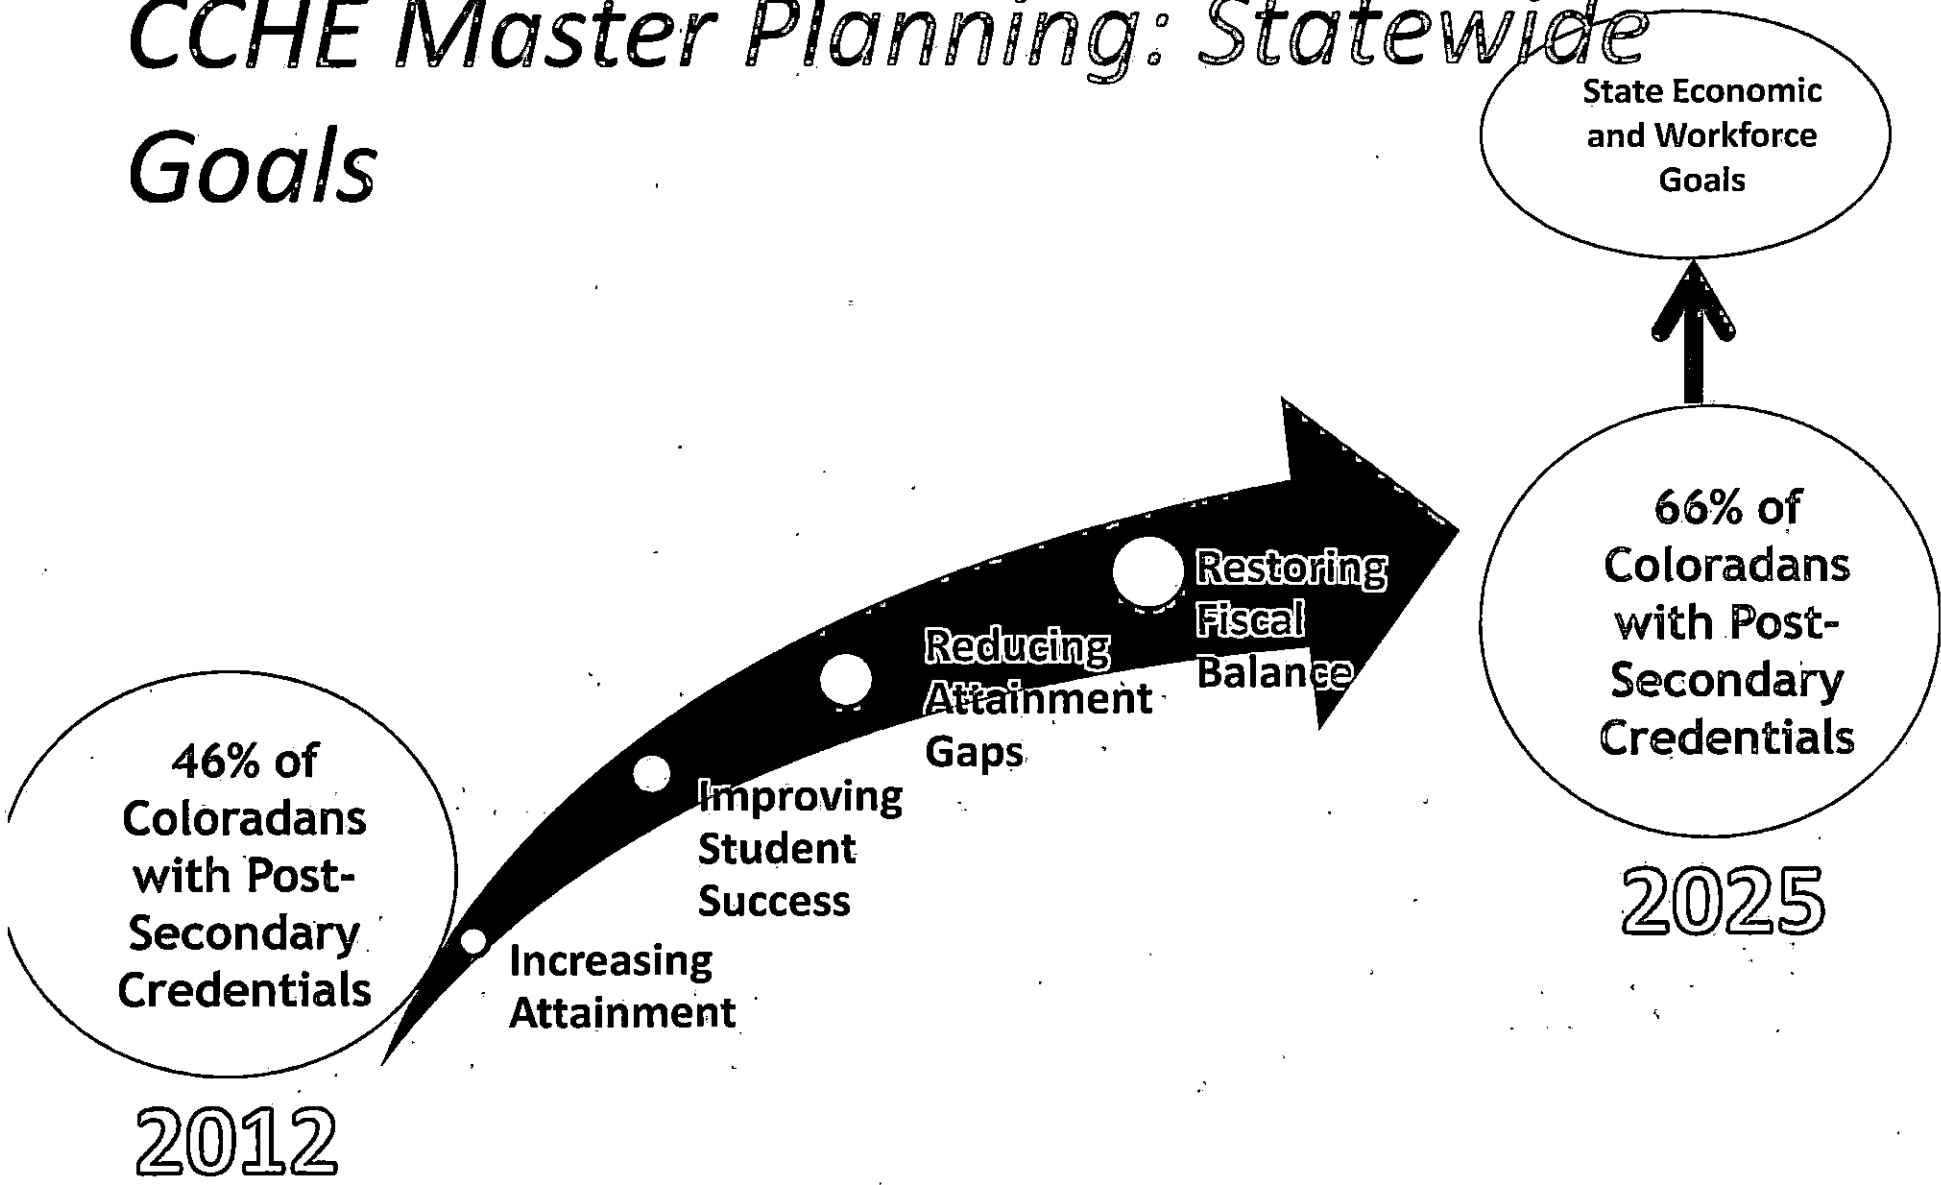 CCHE Master Planning: Statewide
Goals
State Economic
and Workforce
Goals
66% of
Coloradans
with Post-
Secondary
Credentials
2025
Restoring
Fiscal
Balance
Reducing
Attainment
Gaps
Improving
Student
Success
Increasing
Attainment
46% of
Coloradans
with Post-
Secondary
Credentials
2012